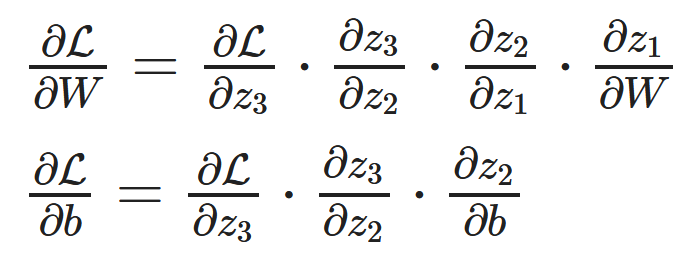 ∂ℒ/∂W = ∂ℒ/∂z₃ · ∂z₃/∂z₂ · ∂z₂/∂z₁ · ∂z₁/∂W
∂ℒ/∂b = ∂ℒ/∂z₃ · ∂z₃/∂z₂ · ∂z₂/∂b